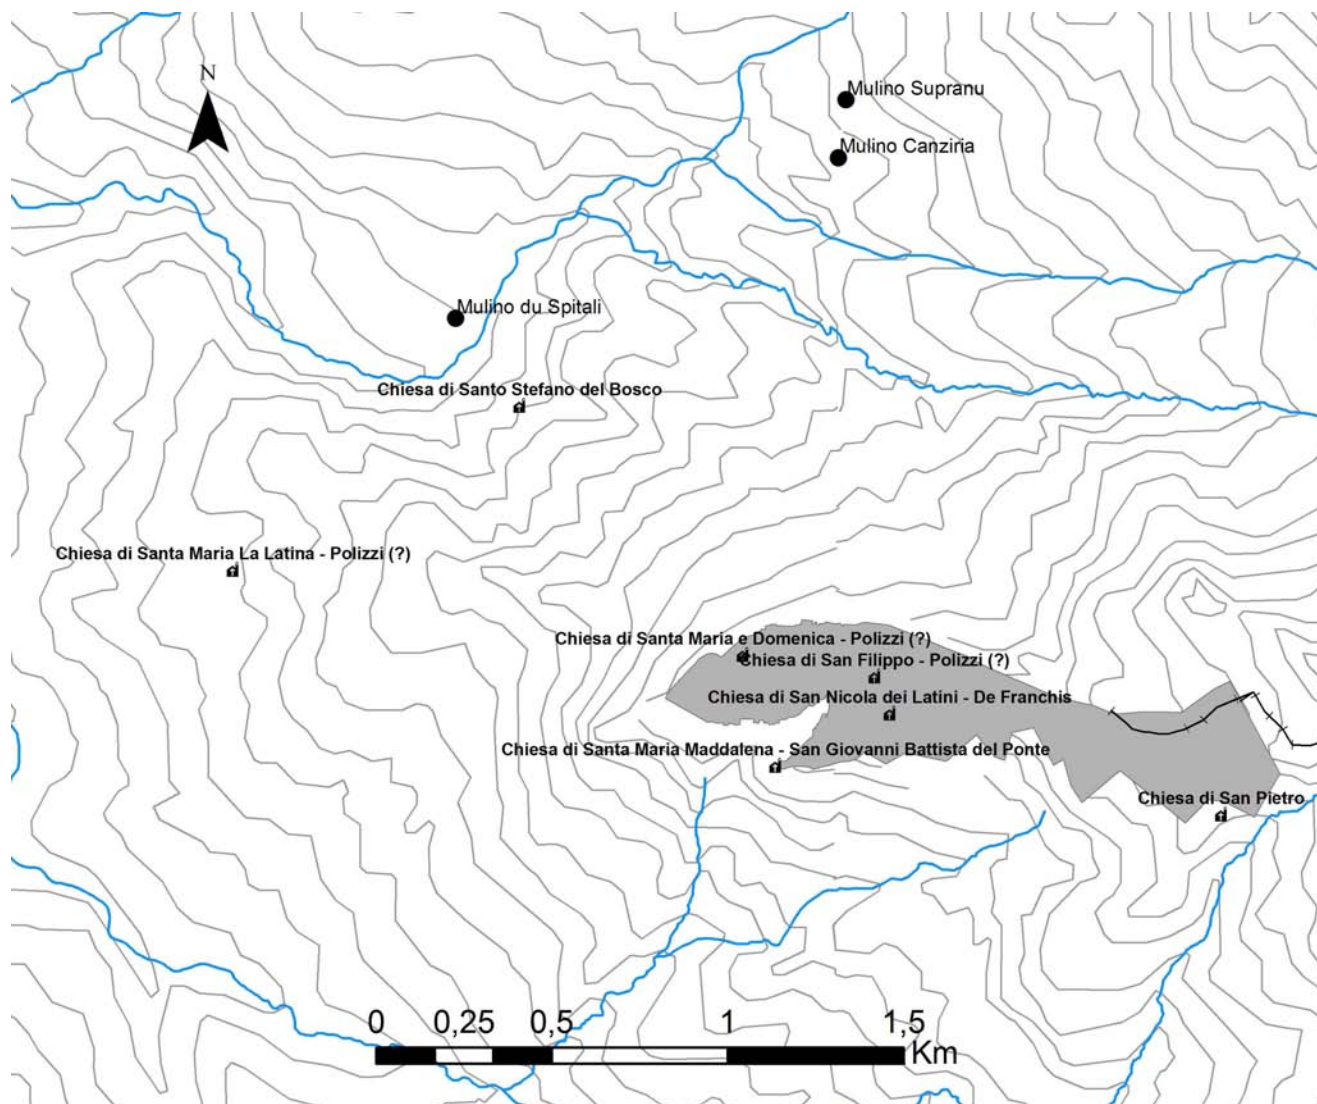 N
Mulino Supranu
Mulino Canziria
Mulino du Spitali
Chiesa di Santo Stefano del Bosco
Chiesa di Santa Maria La Latina - Polizzi (?)
Chiesa di Santa Maria e Domenica - Polizzi (?)
Chiesa di San Filippo - Polizzi (?)
Chiesa di San Nicola dei Latini - De Franchis
Chiesa di Santa Maria Maddalena - San Giovanni Battista del Ponte
Chiesa di San Pietro
0 0,25 0,5 1 1,5
Km